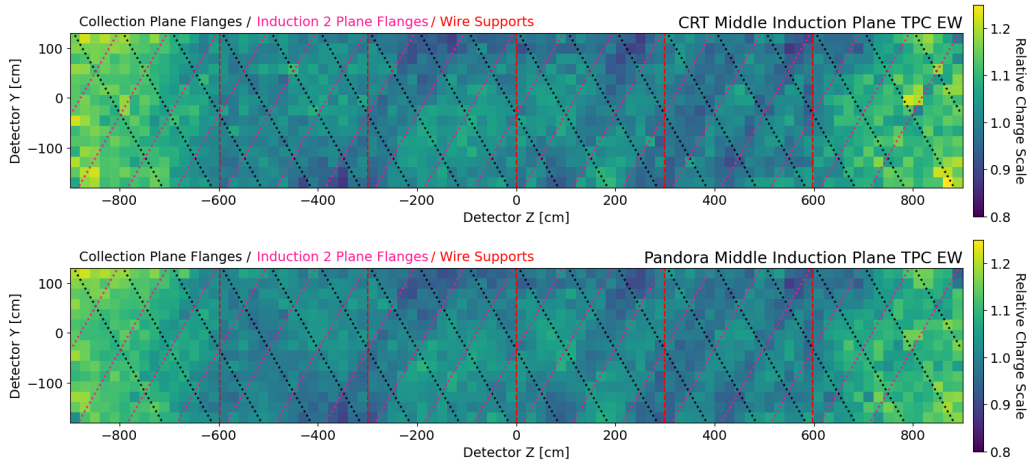 Collection Plane Flanges / Induction 2 Plane Flanges / Wire Supports
CRT Middle Induction Plane TPC EW
100
0
−100
Detector Y [cm]
−800 −600 −400 −200 0 200 400 600 800
Detector Z [cm]
1.2
1.1
1.0
0.9
0.8
Relative Charge Scale
Collection Plane Flanges / Induction 2 Plane Flanges / Wire Supports
Pandora Middle Induction Plane TPC EW
100
0
−100
Detector Y [cm]
−800 −600 −400 −200 0 200 400 600 800
Detector Z [cm]
1.2
1.1
1.0
0.9
0.8
Relative Charge Scale